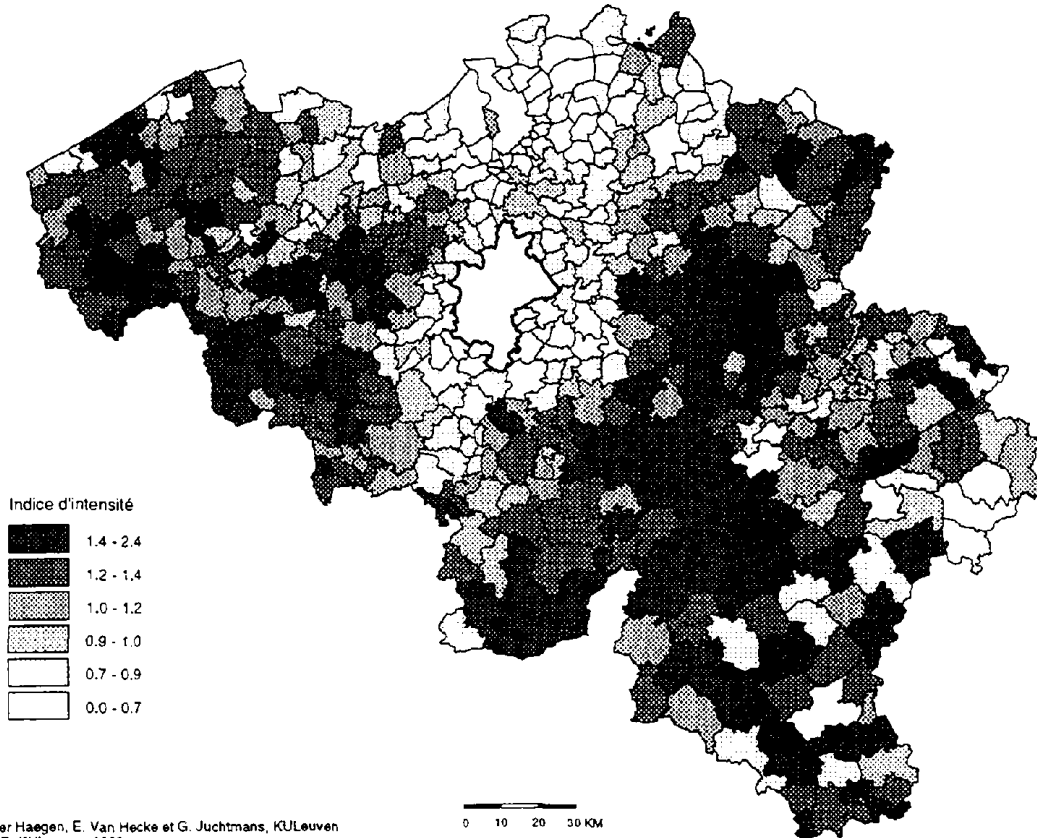 Indice d'intensité
1.4 - 2.4
1.2 - 1.4
1.0 - 1.2
0.9 - 1.0
0.7 - 0.9
0.0 - 0.7
0 10 20 30 KM
er Haegen, E. Van Hecke et G. Juchtmans, KULeuven